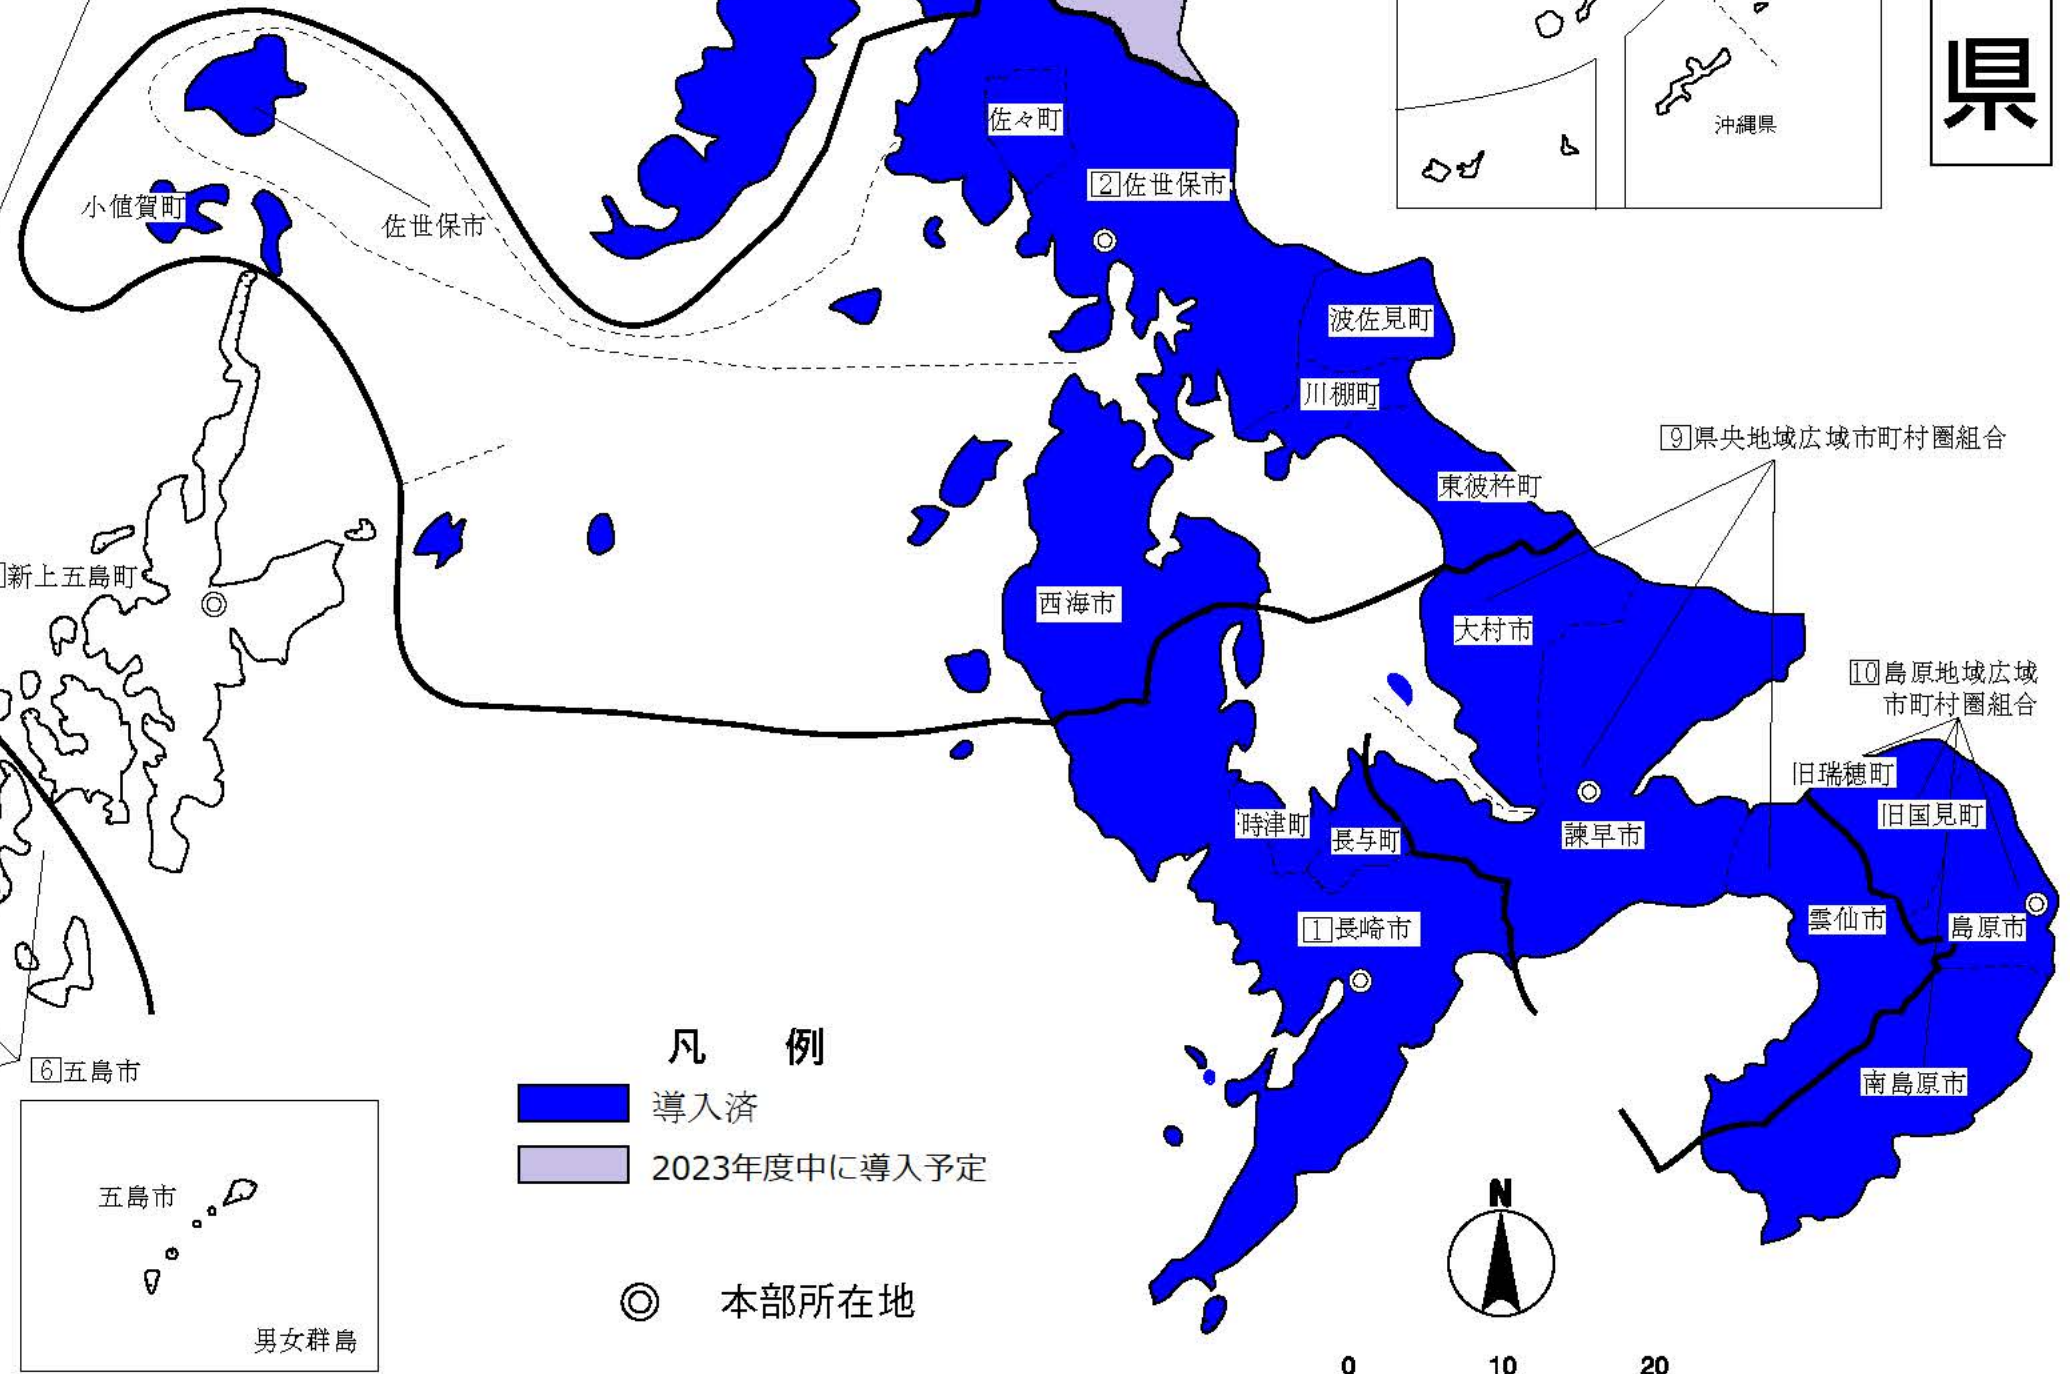 県
沖縄県
佐々町
2佐世保市
小値賀町
佐世保市
波佐見町
川棚町
9県央地域広域市町村圏組合
東彼杵町
新上五島町
西海市
大村市
10島原地域広域
市町村圏組合
旧瑞穂町
旧国見町
時津町
長与町
諫早市
雲仙市
島原市
1長崎市
6五島市
南島原市
凡 例
導入済
2023年度中に導入予定
本部所在地
五島市
男女群島
N
0 10 20